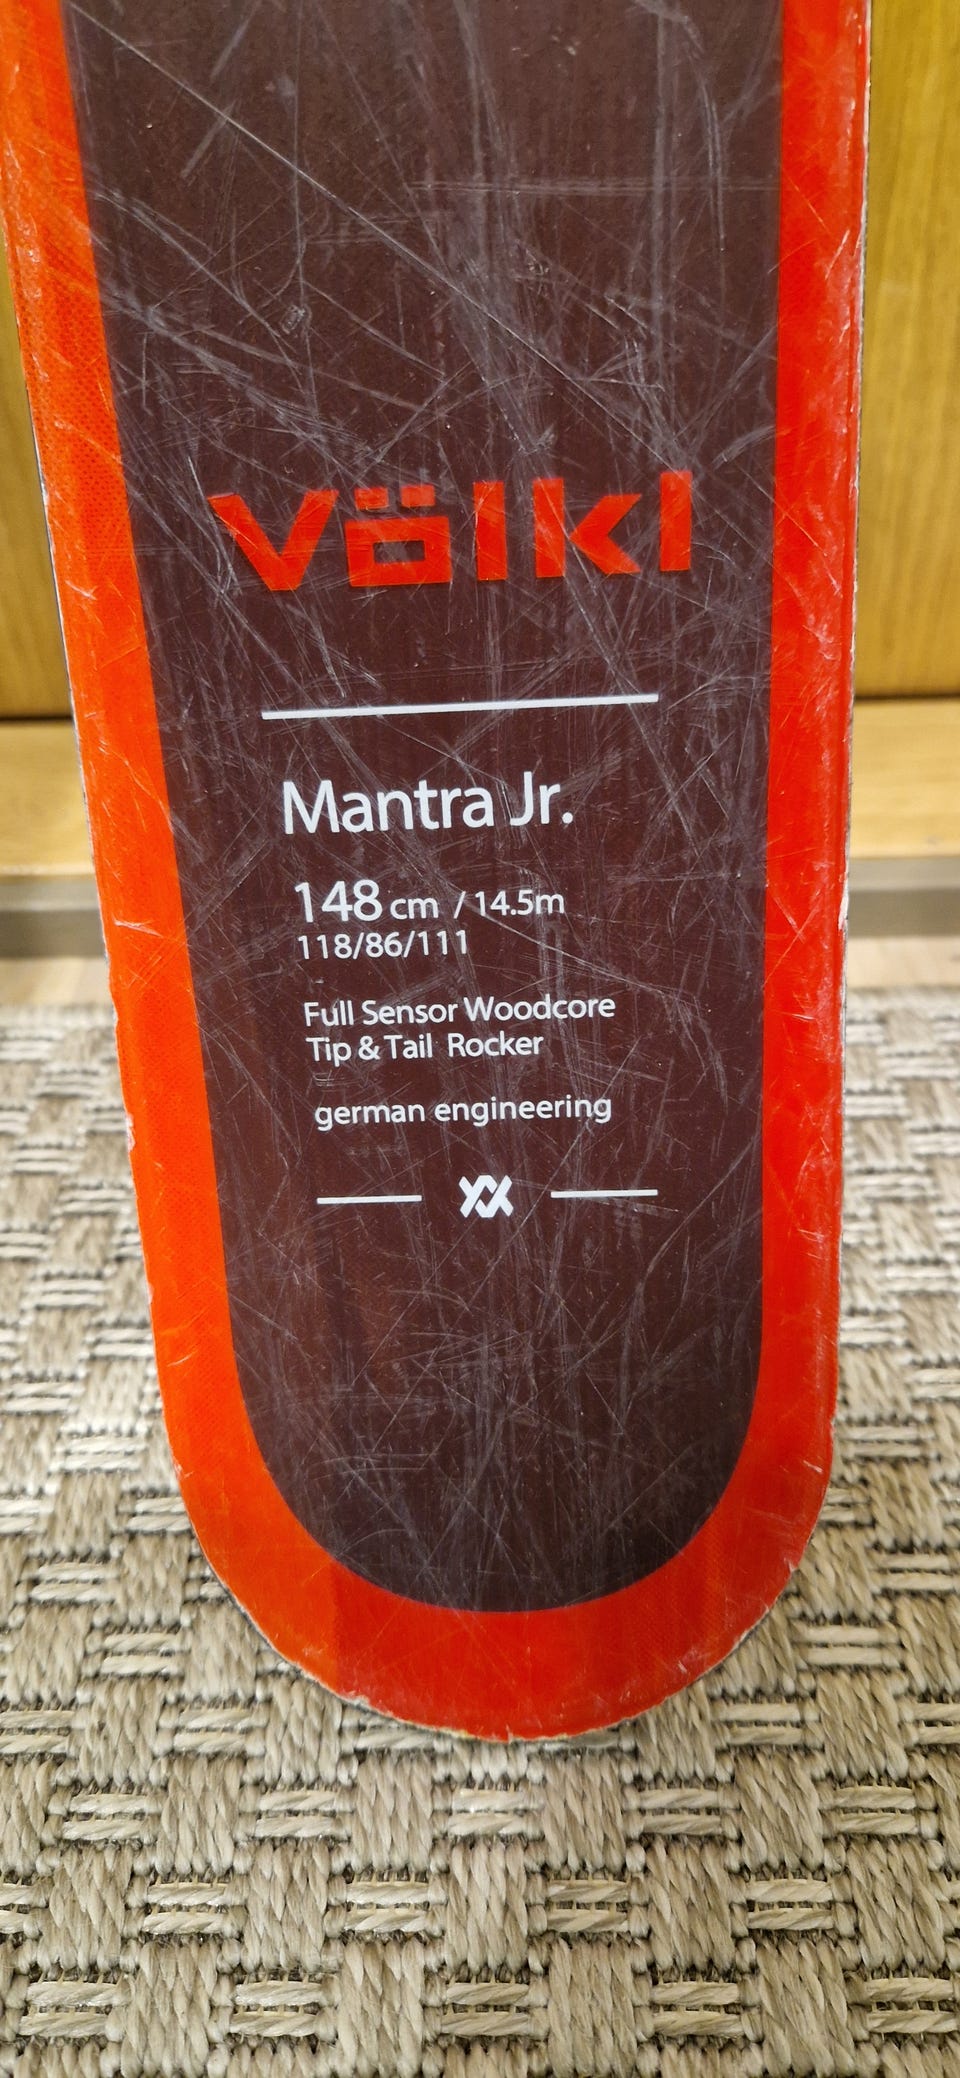 Völkl
Mantra Jr.
148 cm / 14.5m
118/86/111
Full Sensor Woodcore
Tip & Tail Rocker
german engineering